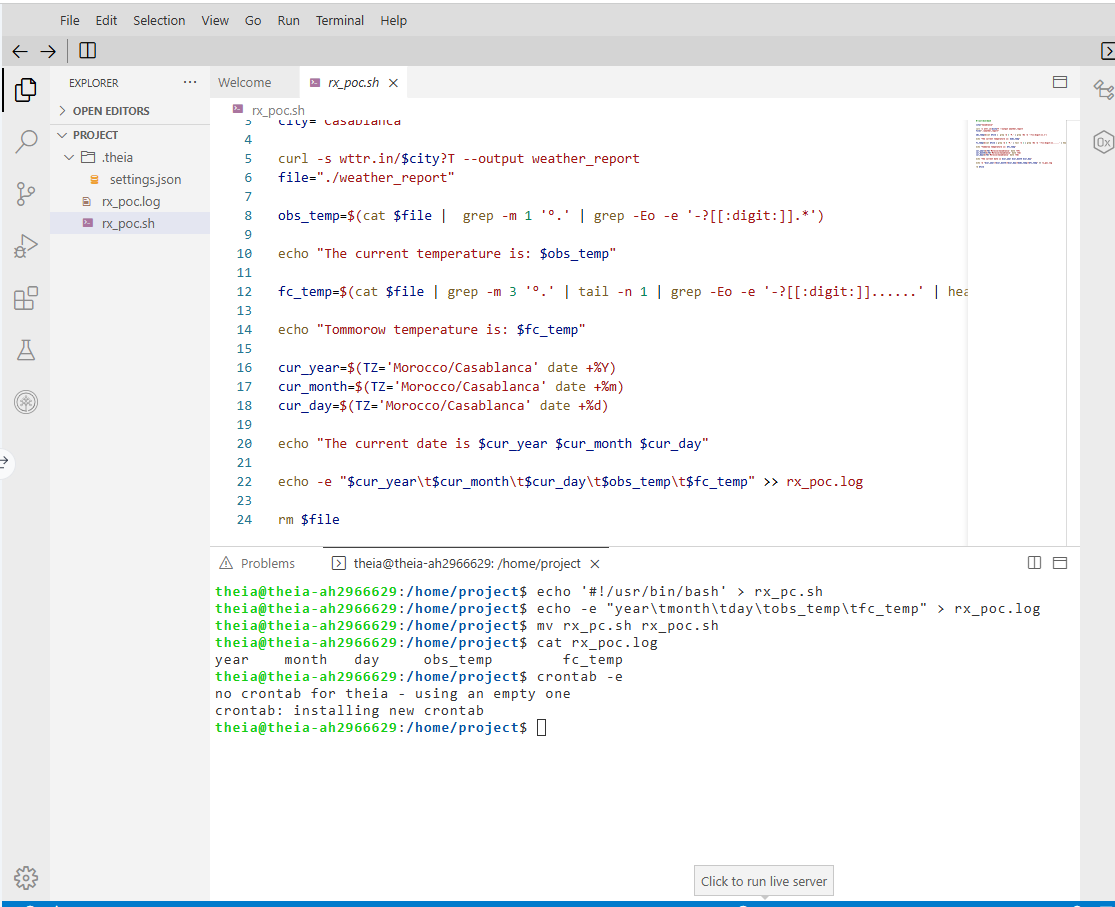 File Edit Selection View Go Run Terminal Help
EXPLORER ...
OPEN EDITORS
PROJECT
.theia
settings.json
rx_poc.log
rx_poc.sh
Welcome rx_poc.sh
rx_poc.sh
3 city= Casablanca
4
5 curl -s wttr.in/$city?T --output weather_report
6 file="./weather_report"
7
8 obs_temp=$(cat $file |  grep -m 1 '°.' | grep -Eo -e '-?[[:digit:]].*')
9
10 echo "The current temperature is: $obs_temp"
11
12 fc_temp=$(cat $file | grep -m 3 '°.' | tail -n 1 | grep -Eo -e '-?[[:digit:]]......' | hea
13
14 echo "Tommorow temperature is: $fc_temp"
15
16 cur_year=$(TZ='Morocco/Casablanca' date +%Y)
17 cur_month=$(TZ='Morocco/Casablanca' date +%m)
18 cur_day=$(TZ='Morocco/Casablanca' date +%d)
19
20 echo "The current date is $cur_year $cur_month $cur_day"
21
22 echo -e "$cur_year\t$cur_month\t$cur_day\t$obs_temp\t$fc_temp" >> rx_poc.log
23
24 rm $file
Problems theia@theia-ah2966629: /home/project
theia@theia-ah2966629:/home/project$ echo '#!/usr/bin/bash' > rx_pc.sh
theia@theia-ah2966629:/home/project$ echo -e "year\tmonth\tday\tobs_temp\tfc_temp" > rx_poc.log
theia@theia-ah2966629:/home/project$ mv rx_pc.sh rx_poc.sh
theia@theia-ah2966629:/home/project$ cat rx_poc.log
year month day obs_temp fc_temp
theia@theia-ah2966629:/home/project$ crontab -e
no crontab for theia - using an empty one
crontab: installing new crontab
theia@theia-ah2966629:/home/project$
Click to run live server
0x